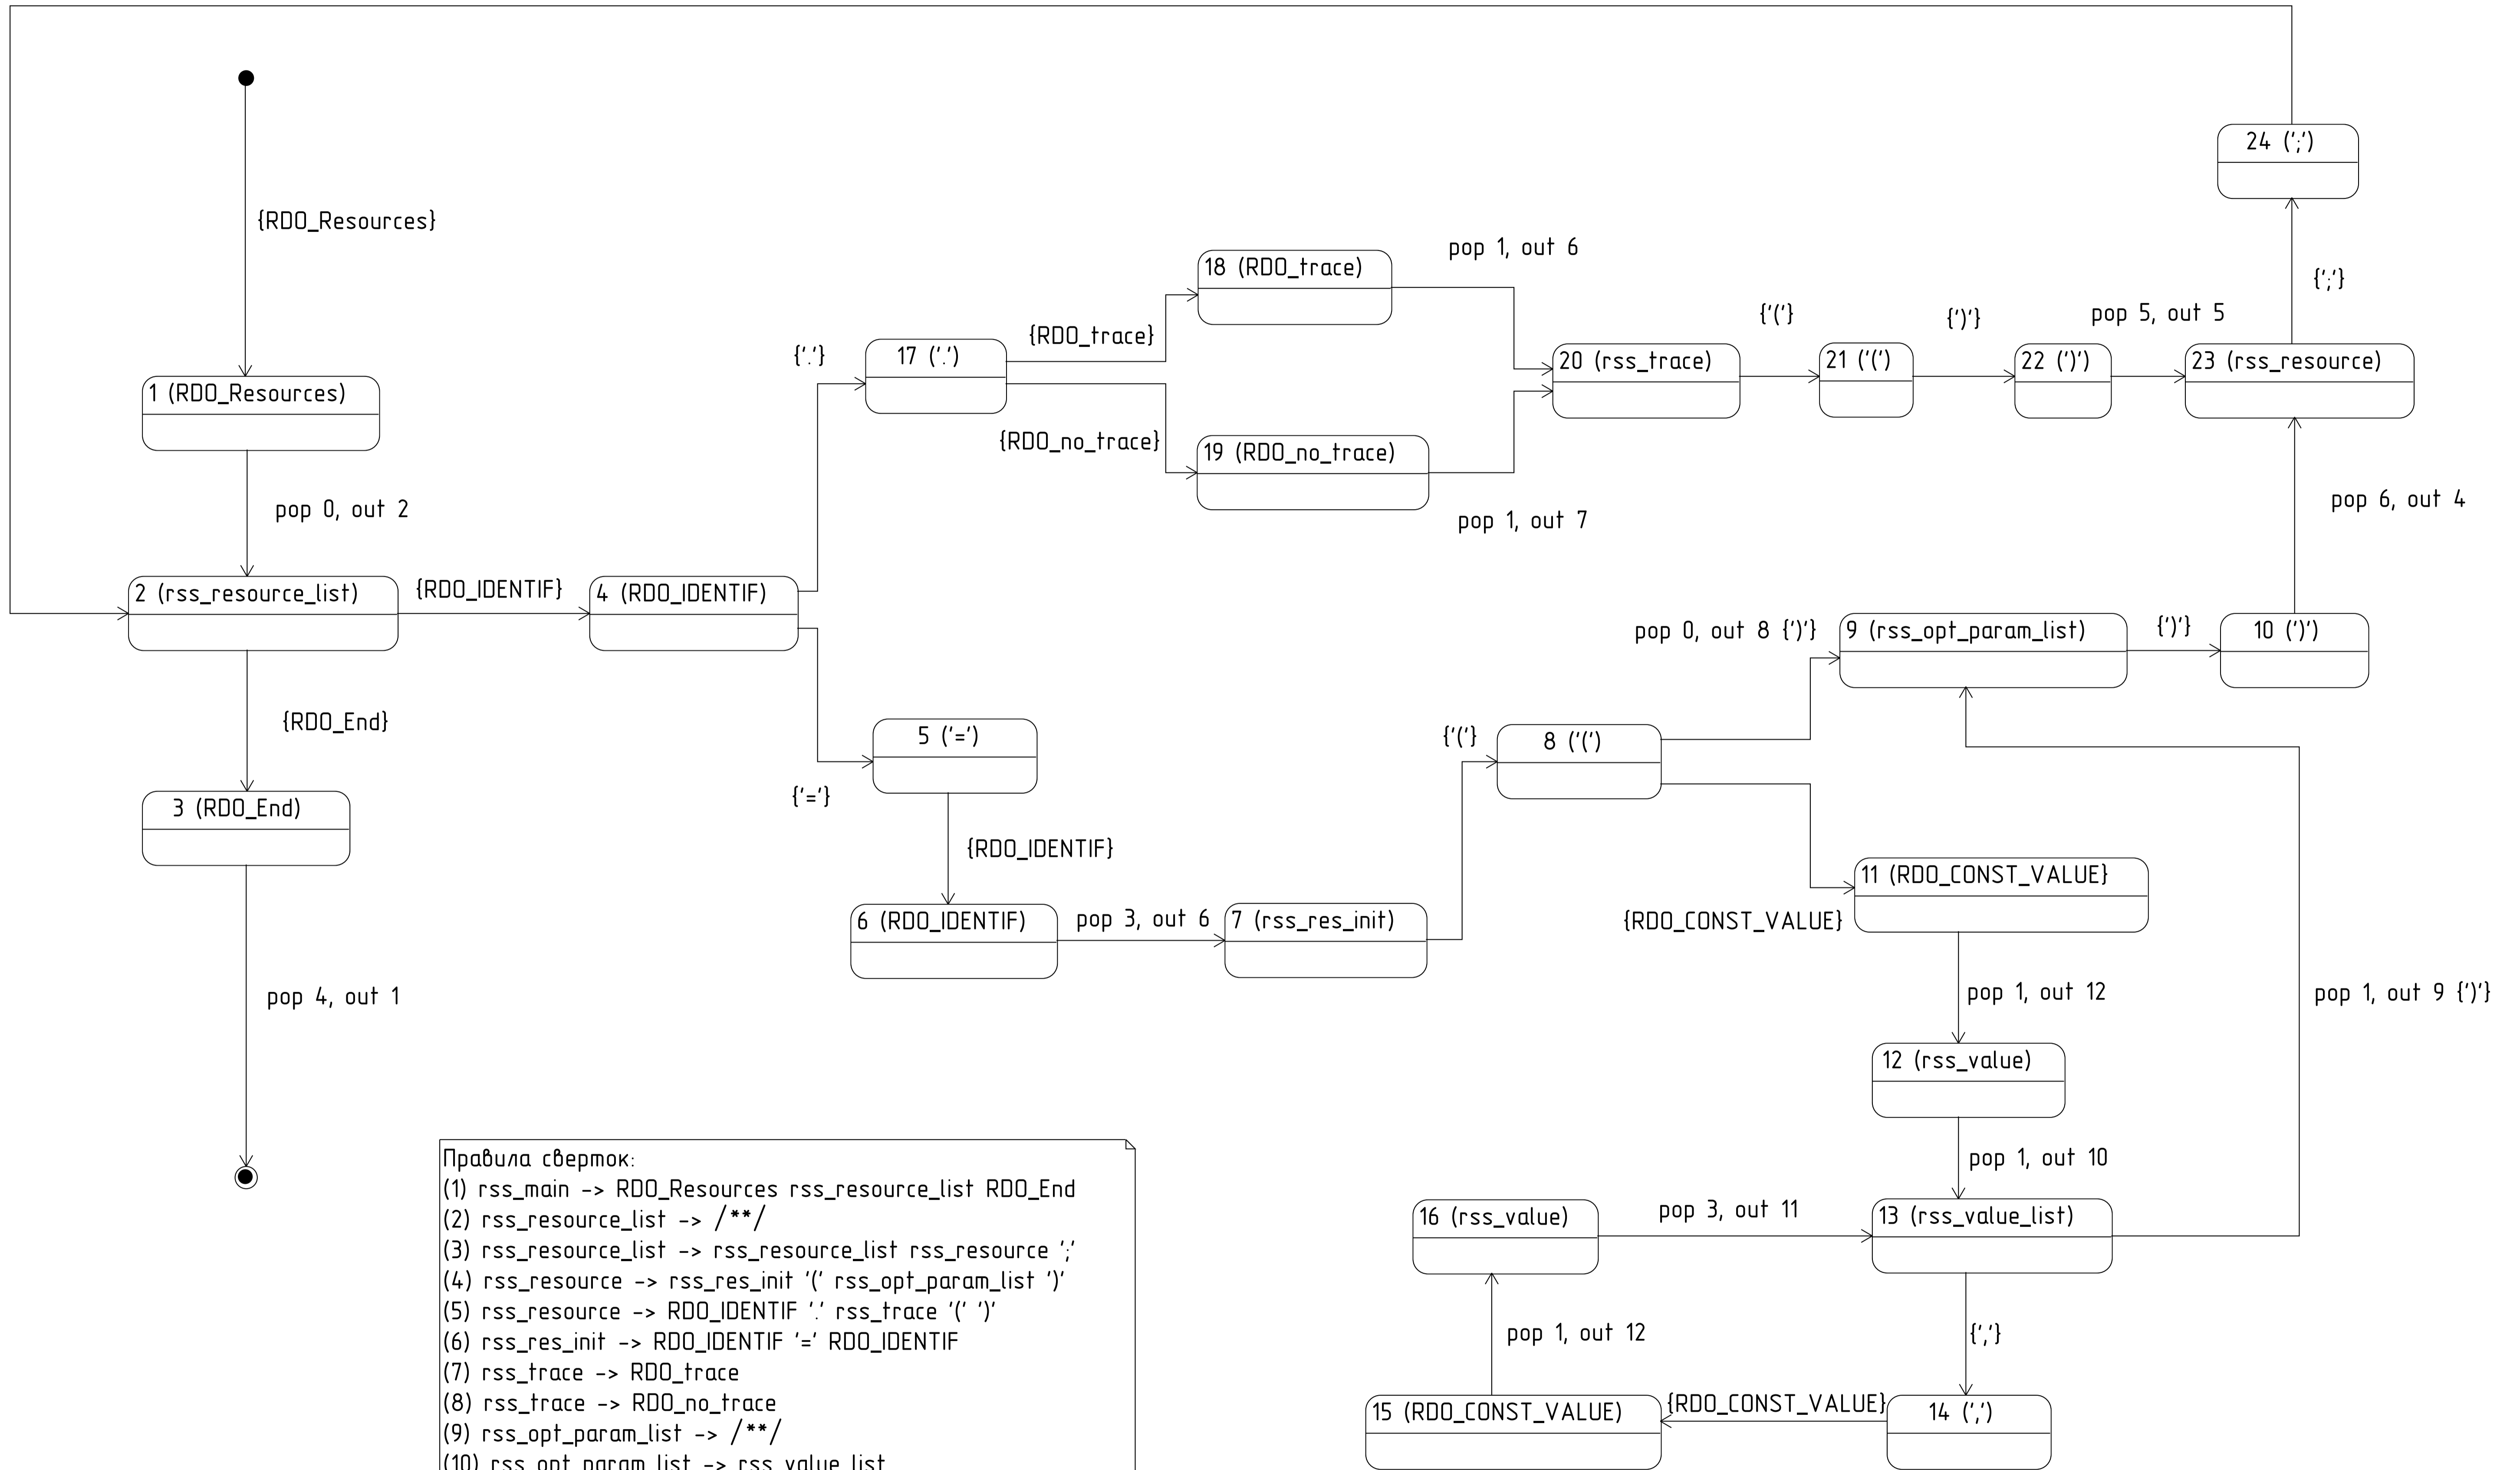 24 (';')
{RDO_Resources}
18 (RDO_trace)
pop 1, out 6
{';'}
{RDO_trace}
{'('}
{')'}
pop 5, out 5
{'.'}
17 ('.')
20 (rss_trace)
21 ('(')
22 (')')
23 (rss_resource)
1 (RDO_Resources)
{RDO_no_trace}
19 (RDO_no_trace)
pop 0, out 2
pop 1, out 7
pop 6, out 4
2 (rss_resource_list)
{RDO_IDENTIF}
4 (RDO_IDENTIF)
pop 0, out 8 {')'}
9 (rss_opt_param_list)
{')'}
10 (')')
{RDO_End}
5 ('=')
{'('}
8 ('(')
3 (RDO_End)
{'='}
{RDO_IDENTIF}
11 (RDO_CONST_VALUE}
6 (RDO_IDENTIF)
pop 3, out 6
7 (rss_res_init)
{RDO_CONST_VALUE}
pop 4, out 1
pop 1, out 12
pop 1, out 9 {')'}
12 (rss_value)
pop 1, out 10
Правила сверток:
(1) rss_main -> RDO_Resources rss_resource_list RDO_End
(2) rss_resource_list -> /**/
(3) rss_resource_list -> rss_resource_list rss_resource ';'
(4) rss_resource -> rss_res_init '(' rss_opt_param_list ')'
(5) rss_resource -> RDO_IDENTIF '.' rss_trace '(' ')'
(6) rss_res_init -> RDO_IDENTIF '=' RDO_IDENTIF
(7) rss_trace -> RDO_trace
(8) rss_trace -> RDO_no_trace
(9) rss_opt_param_list -> /**/
(10) rss_opt_param_list -> rss_value_list
16 (rss_value)
pop 3, out 11
13 (rss_value_list)
pop 1, out 12
{','}
15 (RDO_CONST_VALUE)
{RDO_CONST_VALUE}
14 (',')